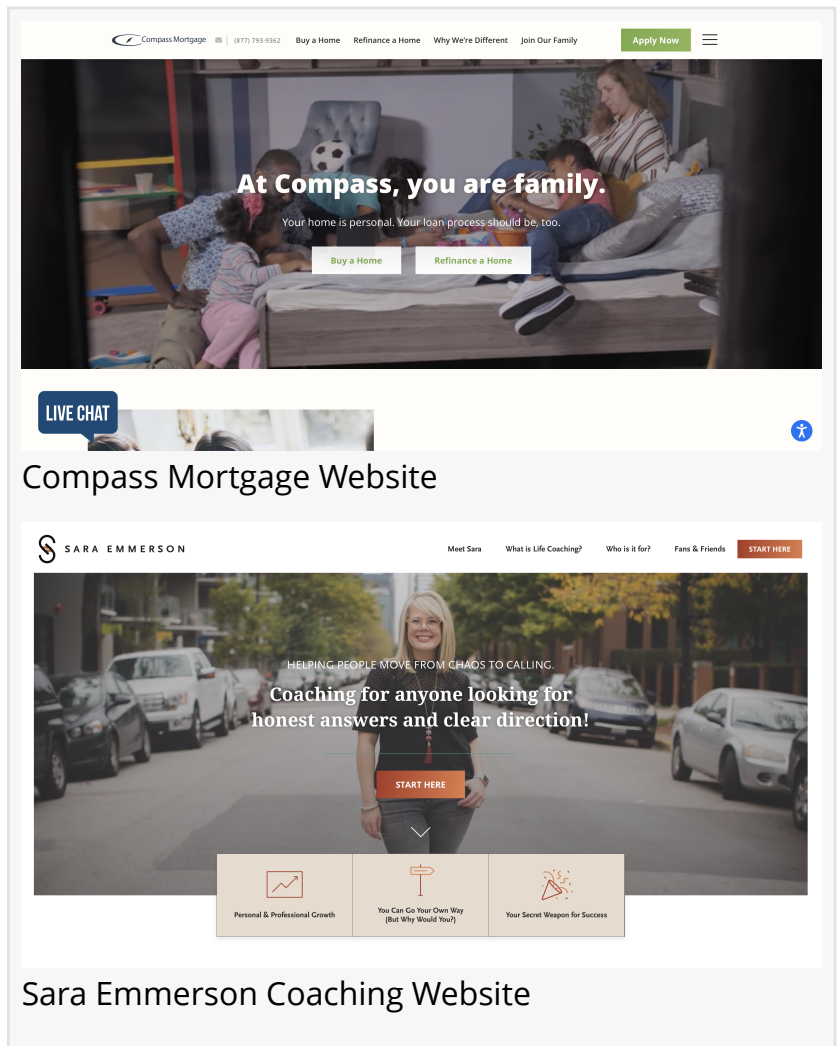 Compass Mortgage (877) 793-9362 Buy a Home Refinance a Home Why We're Different Join Our Family Apply Now
At Compass, you are family.
Your home is personal. Your loan process should be, too.
Buy a Home Refinance a Home
LIVE CHAT
Compass Mortgage Website
SARA EMMERSON Meet Sara What is Life Coaching? Who is it for? Fans & Friends START HERE
HELPING PEOPLE MOVE FROM CHAOS TO CALLING.
Coaching for anyone looking for
honest answers and clear direction!
START HERE
Personal & Professional Growth
You Can Go Your Own Way
(But Why Would You?)
Your Secret Weapon for Success
Sara Emmerson Coaching Website